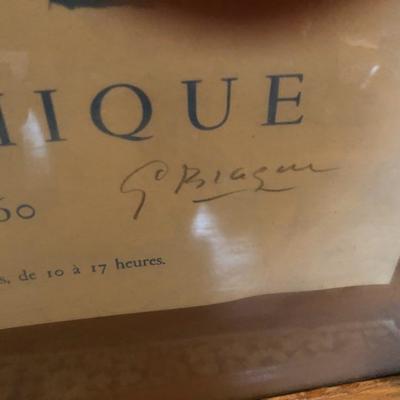 IQUE
G Braque
60
s, de 10 à 17 heures.